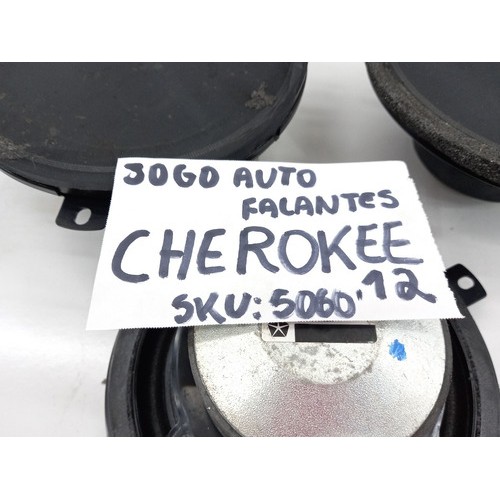 JOGO AUTO
FALANTES
CHEROKEE
SKU: 5060'12